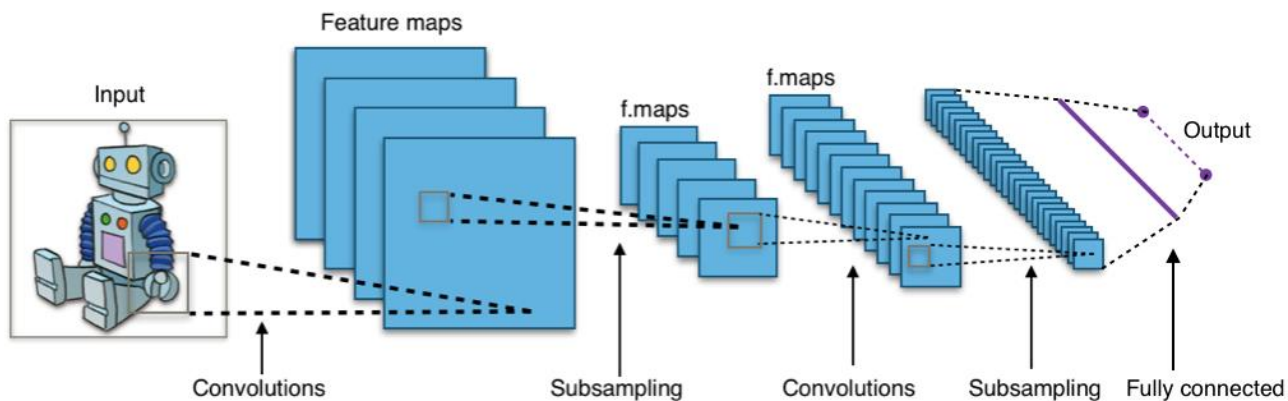 Feature maps
f.maps
Input
f.maps
Output
Convolutions
Subsampling
Convolutions
Subsampling
Fully connected